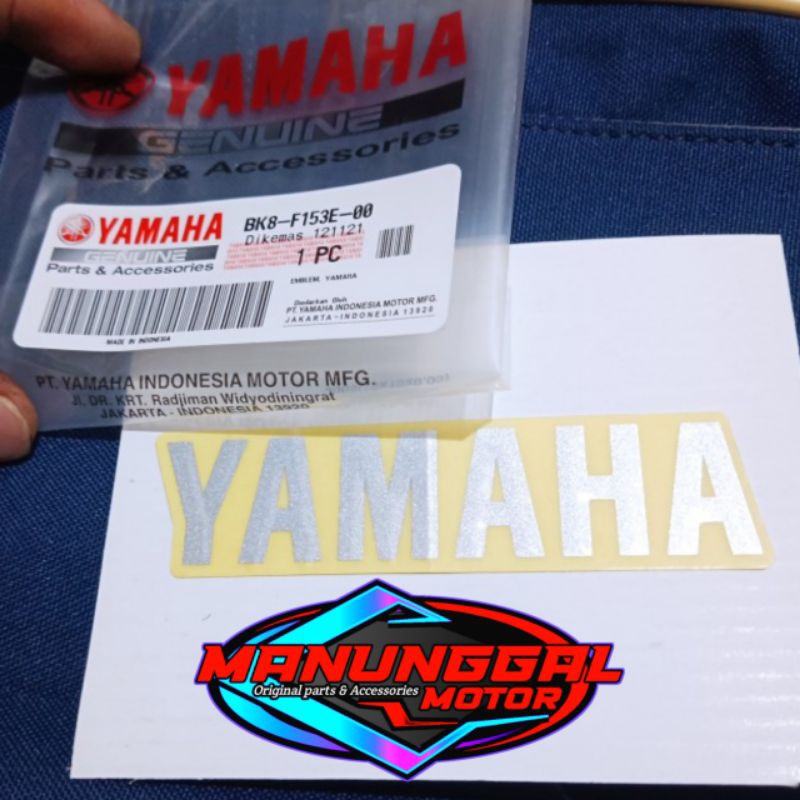 YAMAHA
GENUINE
Parts & Accessories
YAMAHA
GENUINE
Parts & Accessories
BK8-F153E-00
Dikemas 121121
1 PC
EMBLEM, YAMAHA
Diedarkan Oleh
PT. YAMAHA INDONESIA MOTOR MFG.
JAKARTA-INDONESIA 13920
MADE IN INDONESIA
PT. YAMAHA INDONESIA MOTOR MFG.
Jl. DR. KRT. Radjiman Widyodiningrat
JAKARTA - INDONESIA 13920
YAMAHA
MANUNGGAL
Original parts & Accessories
MOTOR